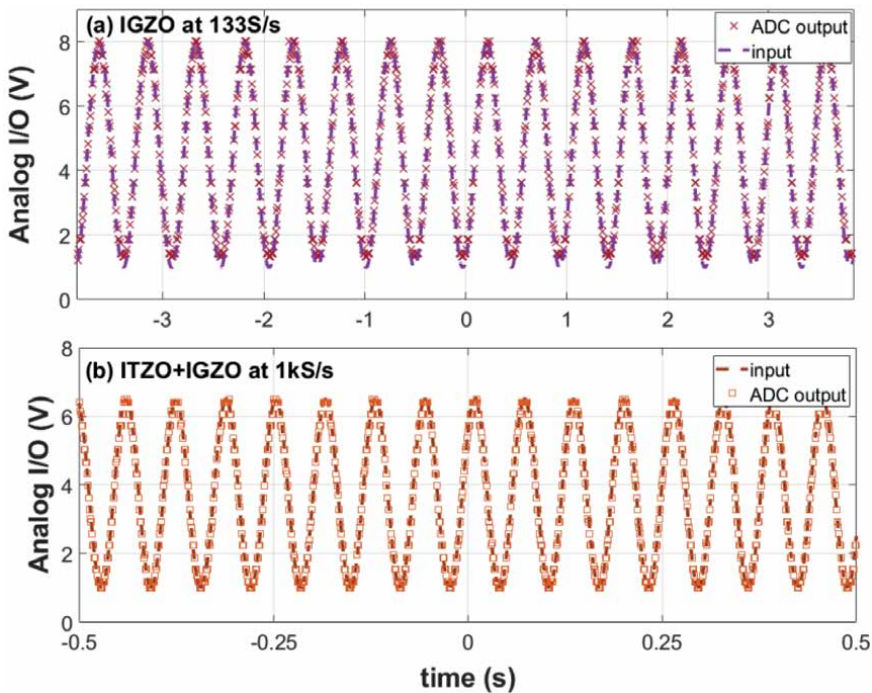 (a) IGZO at 133S/s
ADC output
input
Analog I/O (V)
8
6
4
2
0
-3
-2
-1
0
1
2
3
(b) ITZO+IGZO at 1kS/s
input
ADC output
Analog I/O (V)
8
6
4
2
0
-0.5
-0.25
0
0.25
0.5
time (s)